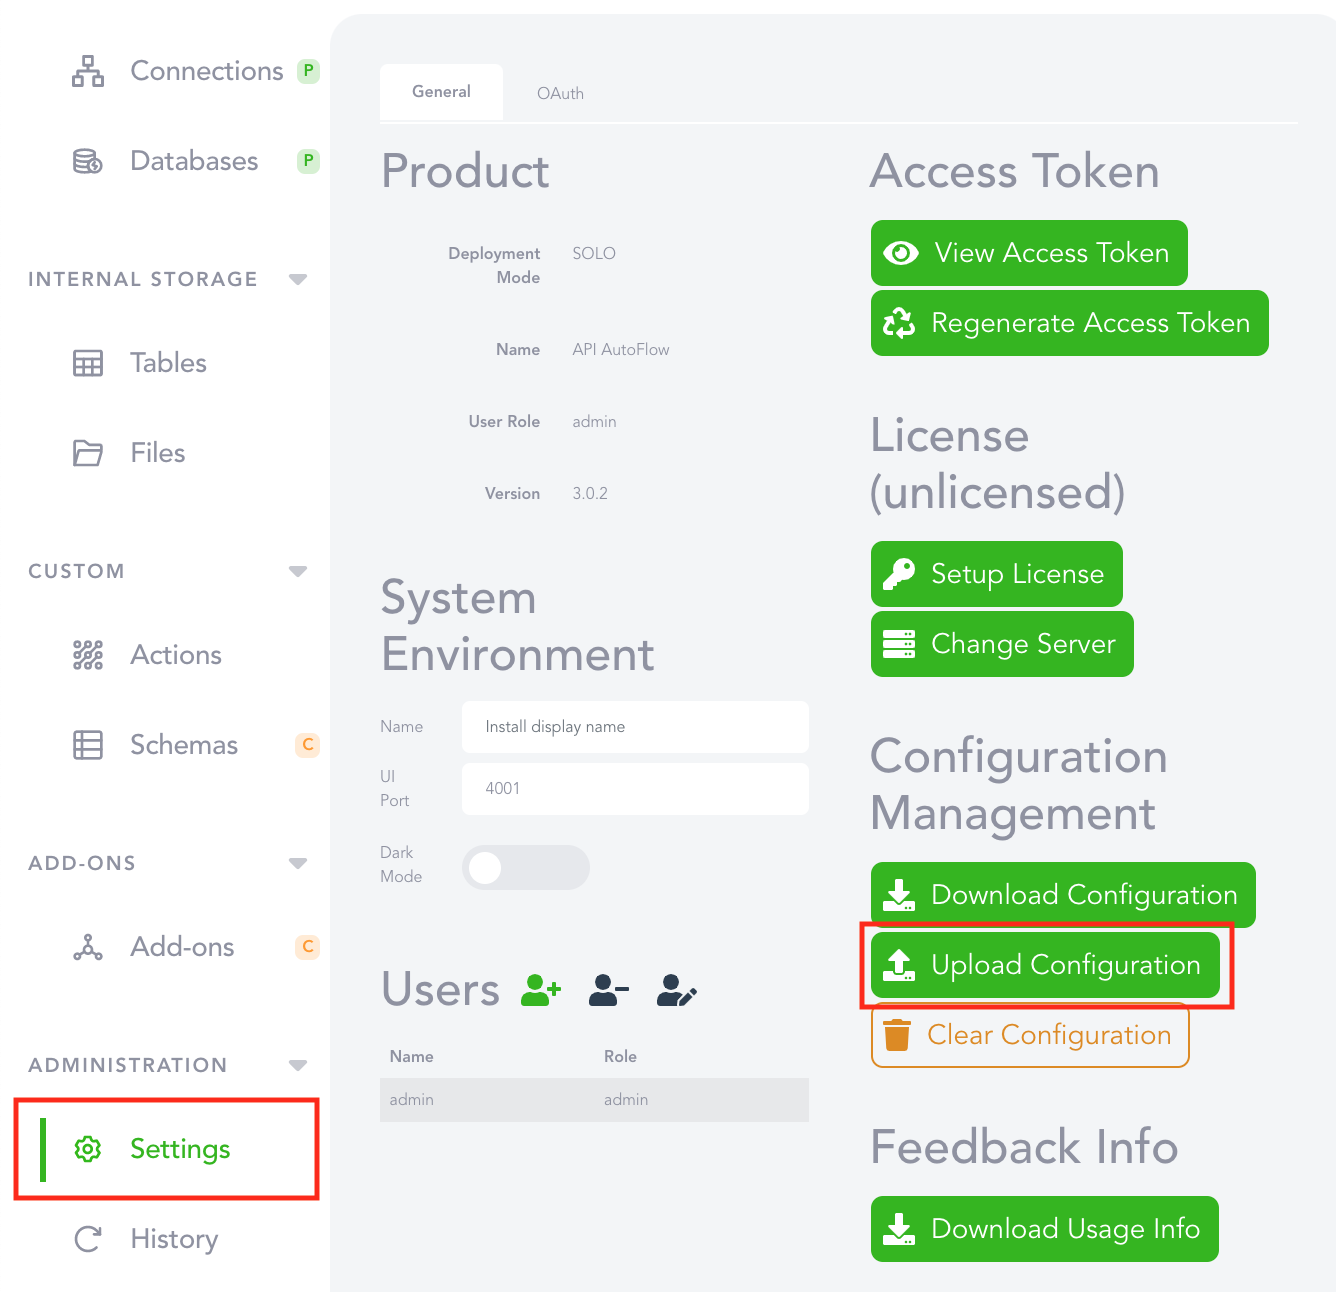 Connections P
Databases P
INTERNAL STORAGE
Tables
Files
CUSTOM
Actions
Schemas C
ADD-ONS
Add-ons C
ADMINISTRATION
Settings
History
General
OAuth
Product
Deployment
Mode
SOLO
Name
API AutoFlow
User Role
admin
Version
3.0.2
System
Environment
Name
Install display name
UI
Port
4001
Dark
Mode
Users
Name
Role
admin
admin
Access Token
View Access Token
Regenerate Access Token
License
(unlicensed)
Setup License
Change Server
Configuration
Management
Download Configuration
Upload Configuration
Clear Configuration
Feedback Info
Download Usage Info